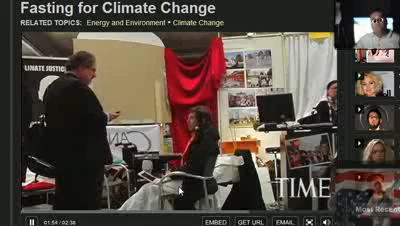 Fasting for Climate Change
RELATED TOPICS: Energy and Environment • Climate Change
LIMATE JUSTIC
CAN
TIME
Most Recent
01:54 / 02:38
EMBED
GET URL
EMAIL